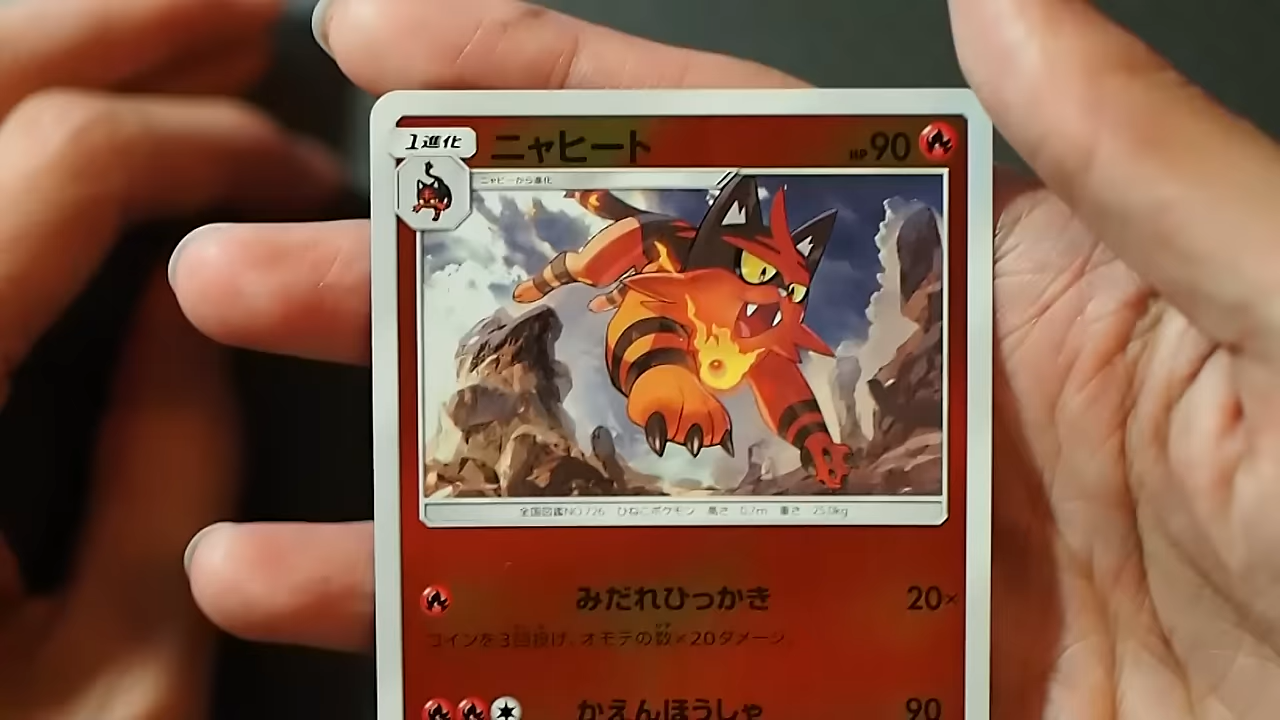 1進化 ニャヒート HP 90
ニャビーから進化
全国図鑑NO.726 ひねこポケモン 高さ 0.7m 重さ 25.0kg
みだれひっかき 20×
コインを3回投げ、オモテの数×20ダメージ。
かえんほうしゃ 90